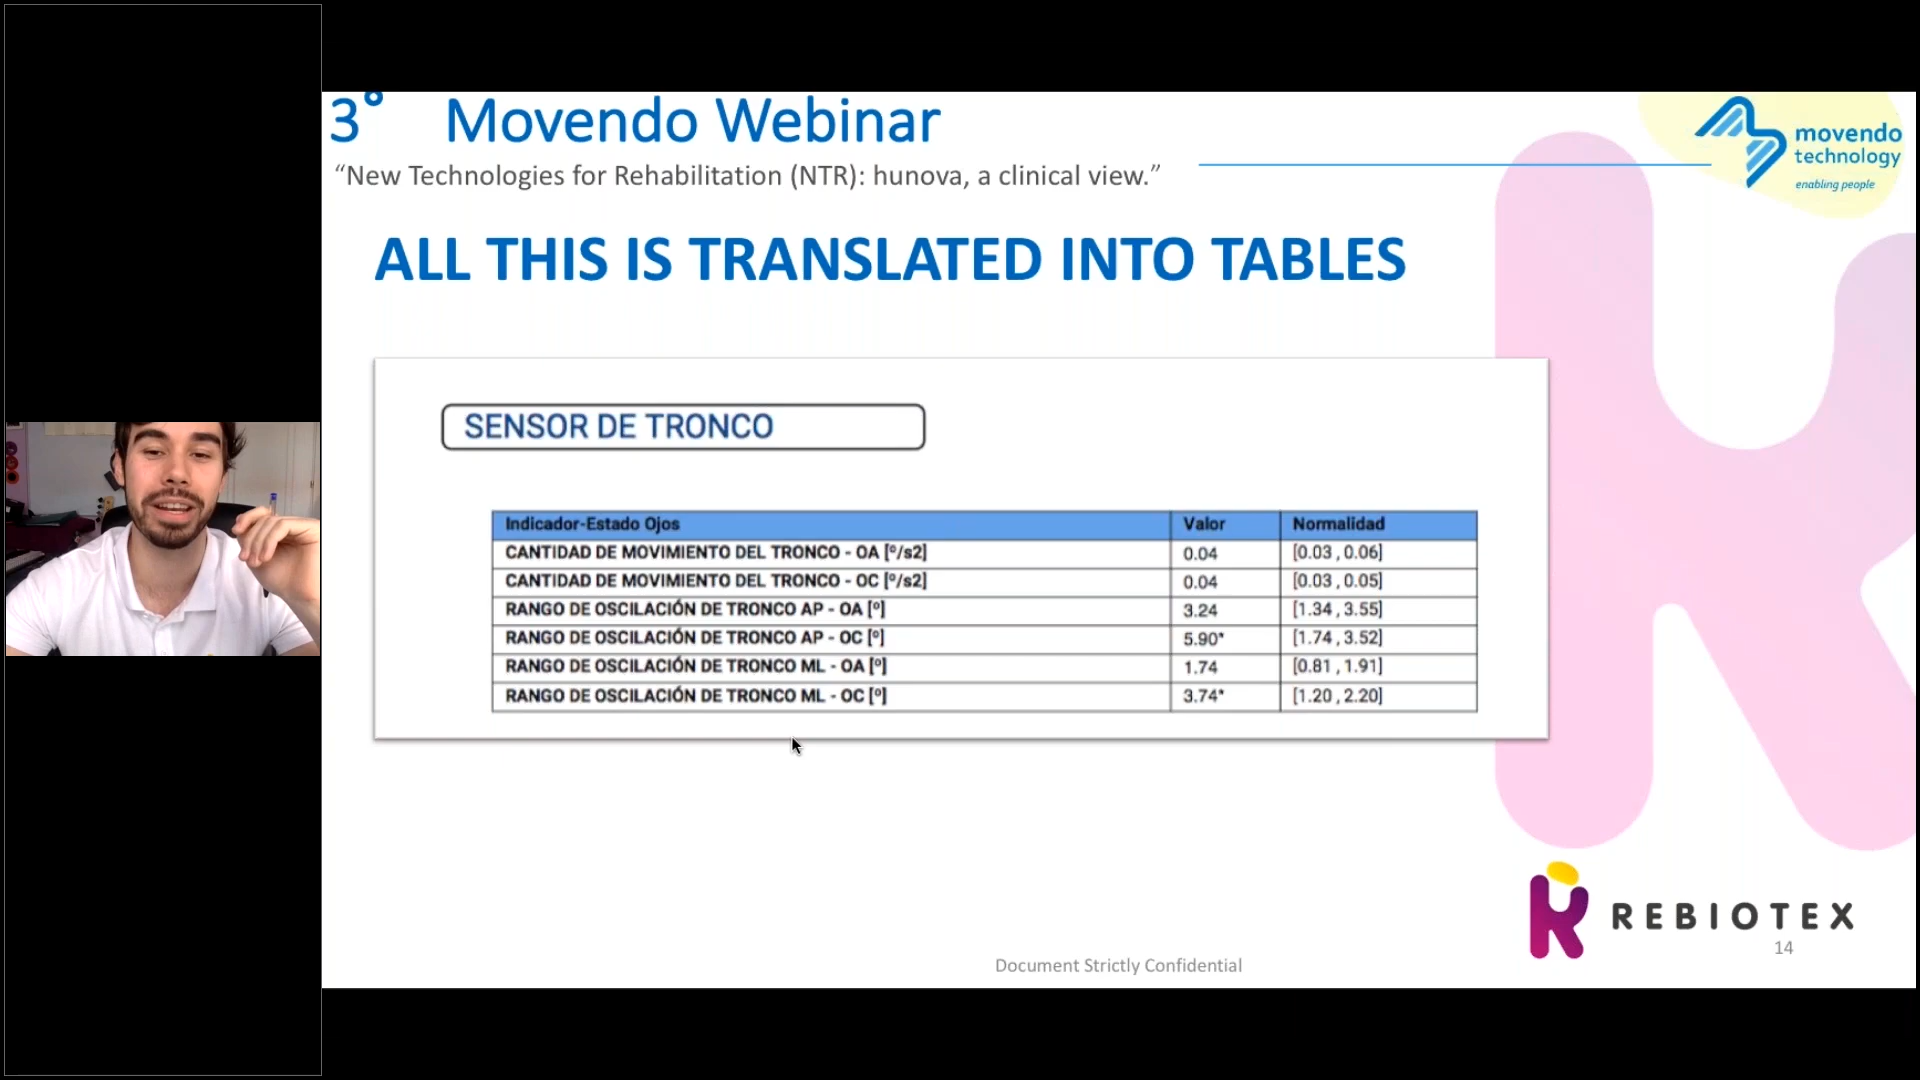 3° Movendo Webinar
“New Technologies for Rehabilitation (NTR): hunova, a clinical view.”
movendo
technology
enabling people
ALL THIS IS TRANSLATED INTO TABLES
SENSOR DE TRONCO
Indicador-Estado Ojos Valor Normalidad
CANTIDAD DE MOVIMIENTO DEL TRONCO - OA [º/s2] 0.04 [0.03 , 0.06]
CANTIDAD DE MOVIMIENTO DEL TRONCO - OC [º/s2] 0.04 [0.03 , 0.05]
RANGO DE OSCILACIÓN DE TRONCO AP - OA [º] 3.24 [1.34 , 3.55]
RANGO DE OSCILACIÓN DE TRONCO AP - OC [º] 5.90* [1.74 , 3.52]
RANGO DE OSCILACIÓN DE TRONCO ML - OA [º] 1.74 [0.81 , 1.91]
RANGO DE OSCILACIÓN DE TRONCO ML - OC [º] 3.74* [1.20 , 2.20]
REBIOTEX
14
Document Strictly Confidential